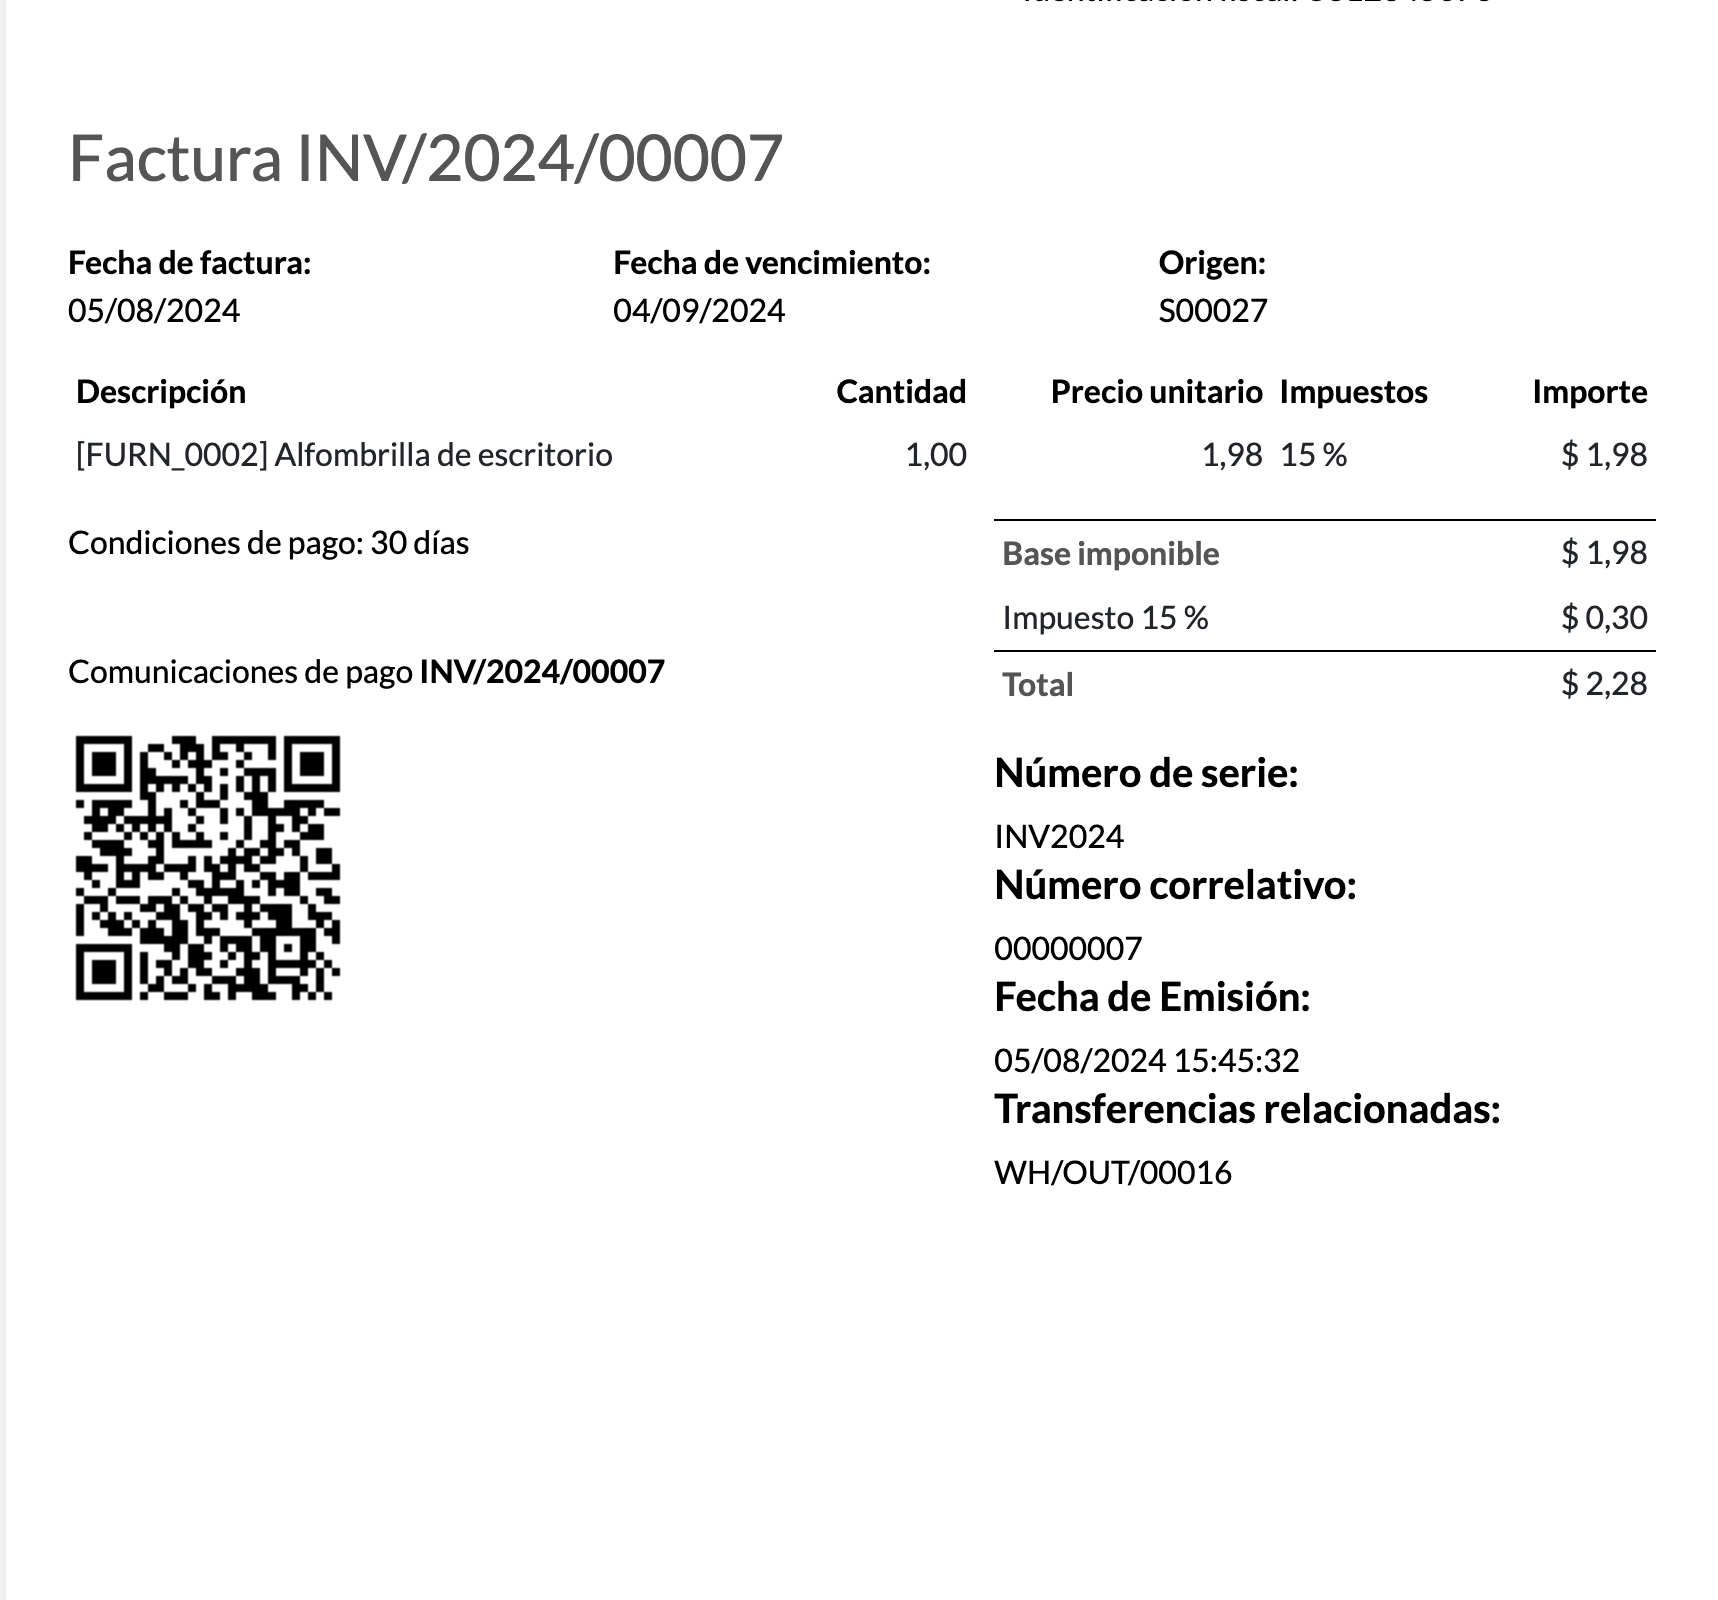 Factura INV/2024/00007
Fecha de factura: Fecha de vencimiento: Origen:
05/08/2024 04/09/2024 S00027
Descripción Cantidad Precio unitario Impuestos Importe
[FURN_0002] Alfombrilla de escritorio 1,00 1,98 15 % $ 1,98
Condiciones de pago: 30 días
Base imponible $ 1,98
Impuesto 15 % $ 0,30
Comunicaciones de pago INV/2024/00007
Total $ 2,28
Número de serie:
INV2024
Número correlativo:
00000007
Fecha de Emisión:
05/08/2024 15:45:32
Transferencias relacionadas:
WH/OUT/00016